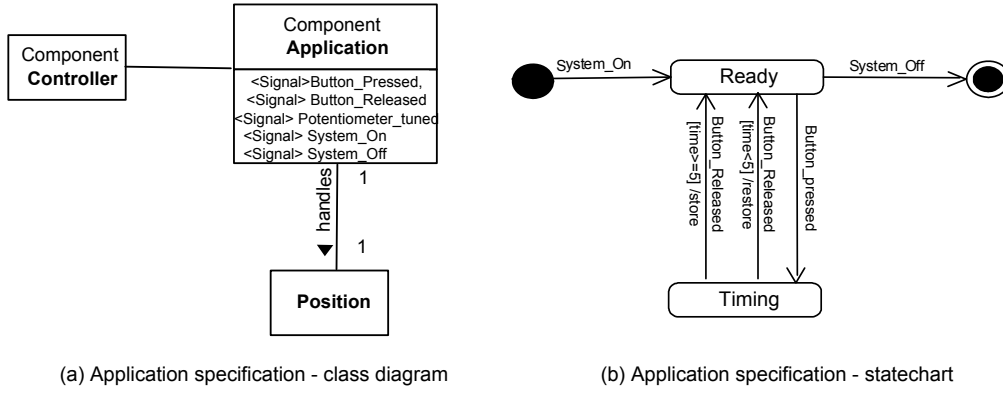 Component
Controller
Component
Application
<Signal>Button_Pressed,
<Signal> Button_Released
<Signal> Potentiometer_tuned
<Signal> System_On
<Signal> System_Off
1
handles
1
Position
(a) Application specification - class diagram
System_On
Ready
System_Off
Button_Released
[time>=5] /store
Button_Released
[time<5] /restore
Button_pressed
Timing
(b) Application specification - statechart